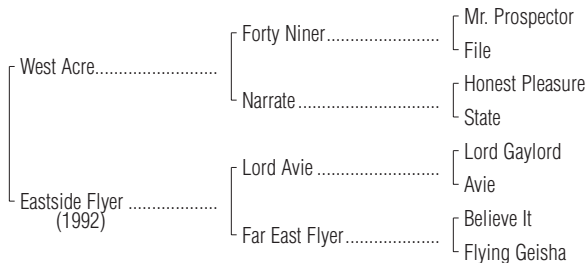 Mr. Prospector
Forty Niner........................
File
West Acre..........................
Honest Pleasure
Narrate..............................
State
Lord Gaylord
Lord Avie..........................
Avie
Eastside Flyer...................
(1992)
Believe It
Far East Flyer....................
Flying Geisha